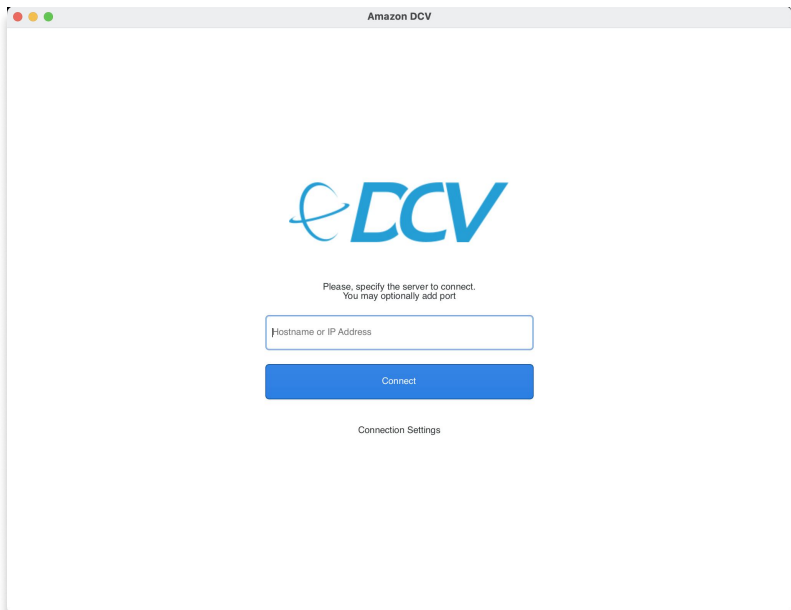 Amazon DCV
DCV
Please, specify the server to connect.
You may optionally add port
Hostname or IP Address
Connect
Connection Settings